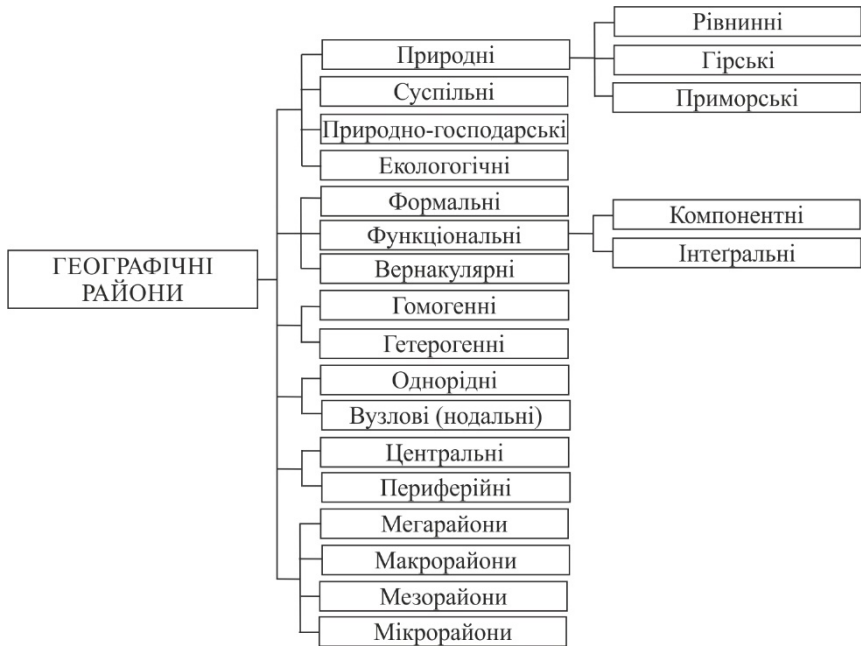 ГЕОГРАФІЧНІ
РАЙОНИ
Природні
Суспільні
Природно-господарські
Екологогічні
Формальні
Функціональні
Вернакулярні
Гомогенні
Гетерогенні
Однорідні
Вузлові (нодальні)
Центральні
Периферійні
Мегарайони
Макрорайони
Мезорайони
Мікрорайони
Рівнинні
Гірські
Приморські
Компонентні
Інтеґральні